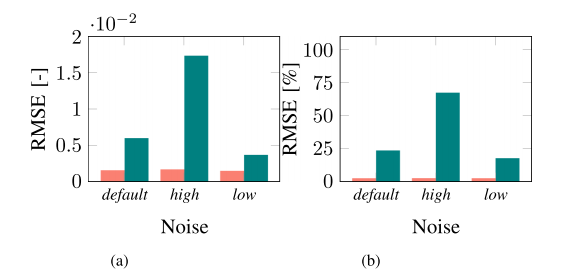 ·10⁻²
2
1.5
1
0.5
0
RMSE [-]
default high low
Noise
(a)
100
75
50
25
0
RMSE [%]
default high low
Noise
(b)